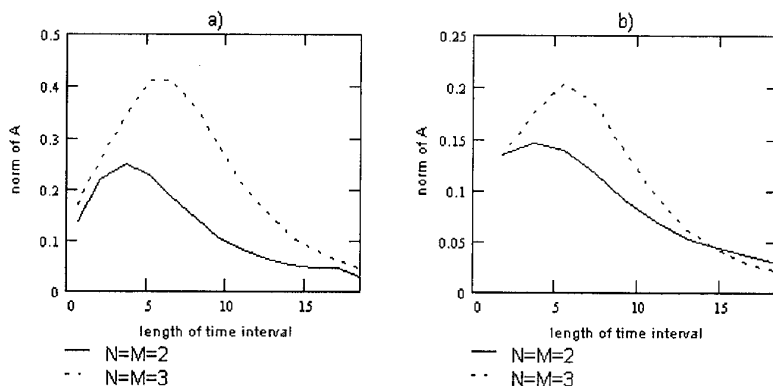 a)
0.5
0.4
0.3
0.2
0.1
0
norm of A
0 5 10 15
length of time interval
N=M=2
N=M=3
b)
0.25
0.2
0.15
0.1
0.05
0
norm of A
0 5 10 15
length of time interval
N=M=2
N=M=3